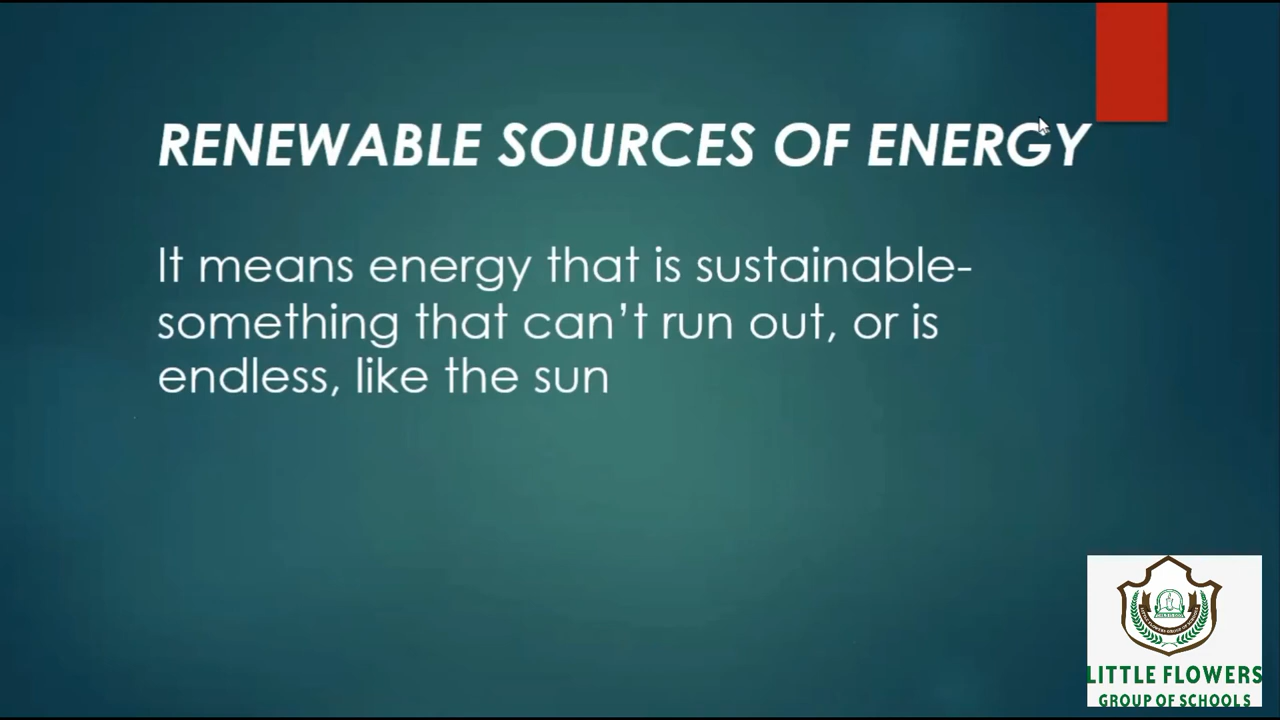 RENEWABLE SOURCES OF ENERGY
It means energy that is sustainable-
something that can’t run out, or is
endless, like the sun
LITTLE FLOWERS
GROUP OF SCHOOLS